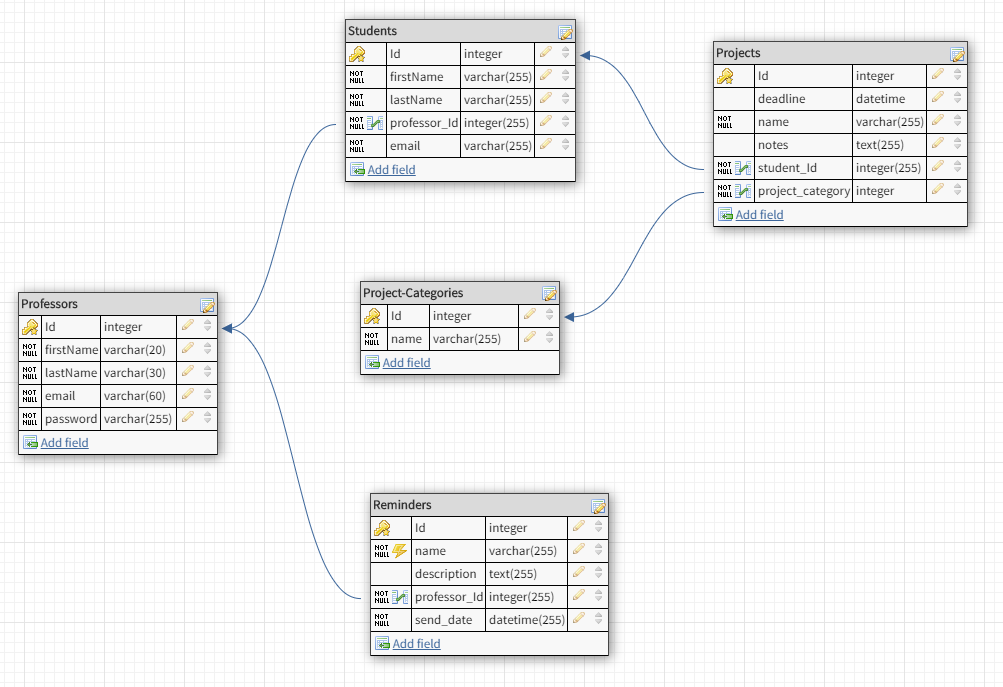 Students
Id integer
NOT NULL firstName varchar(255)
NOT NULL lastName varchar(255)
NOT NULL professor_Id integer(255)
NOT NULL email varchar(255)
Add field
Projects
Id integer
deadline datetime
NOT NULL name varchar(255)
notes text(255)
NOT NULL student_Id integer(255)
NOT NULL project_category integer
Add field
Professors
Id integer
NOT NULL firstName varchar(20)
NOT NULL lastName varchar(30)
NOT NULL email varchar(60)
NOT NULL password varchar(255)
Add field
Project-Categories
Id integer
NOT NULL name varchar(255)
Add field
Reminders
Id integer
NOT NULL name varchar(255)
description text(255)
NOT NULL professor_Id integer(255)
NOT NULL send_date datetime(255)
Add field